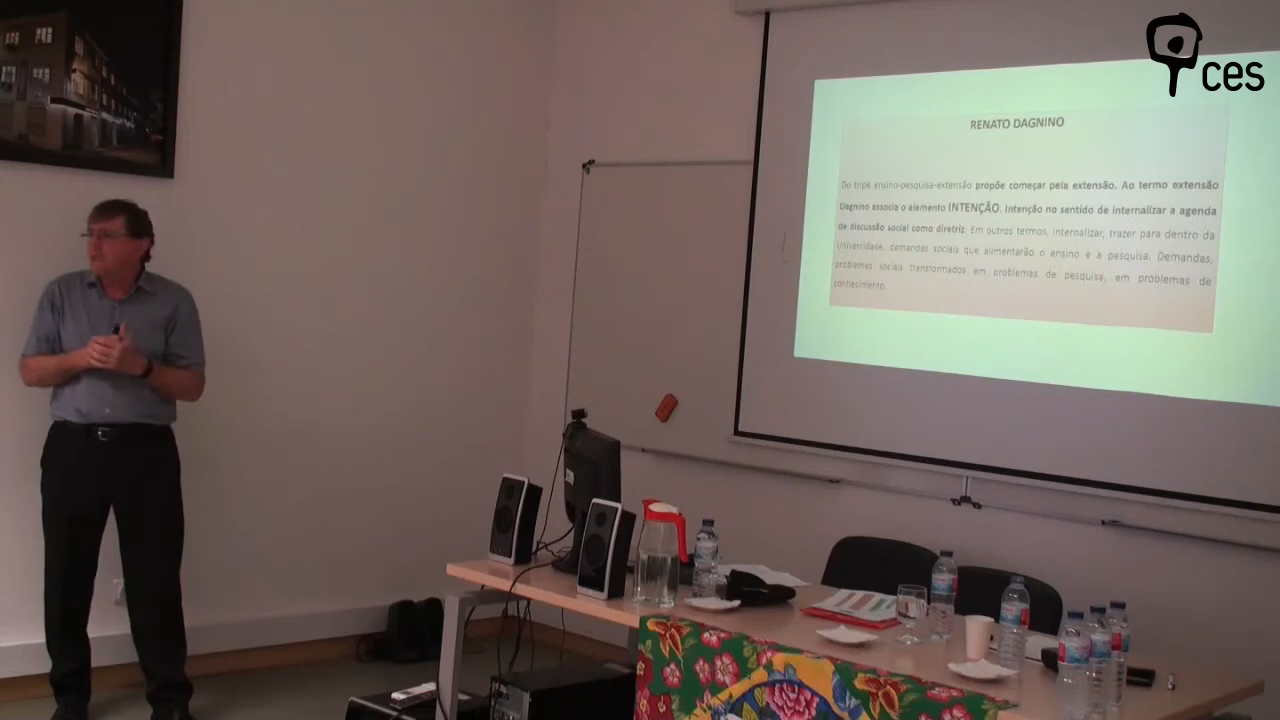 ces
RENATO DAGNINO
Do tripé ensino-pesquisa-extensão propõe começar pela extensão. Ao termo extensão
Dagnino associa o elemento INTENÇÃO. Intenção no sentido de internalizar a agenda
de discussão social como diretriz. Em outros termos, internalizar, trazer para dentro da
Universidade, demandas sociais que alimentarão o ensino e a pesquisa. Demandas,
problemas sociais transformados em problemas de pesquisa, em problemas de
conhecimento.